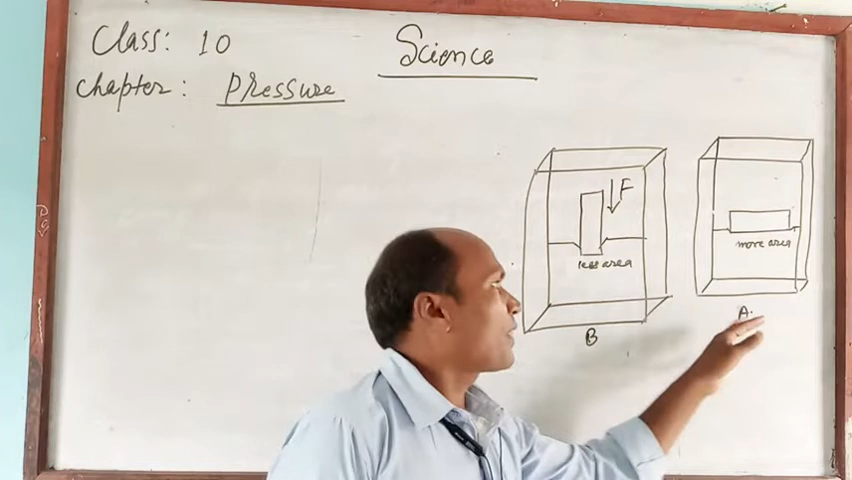 Class: 10
Science
Chapter: Pressure
F
less area
more area
A.
B